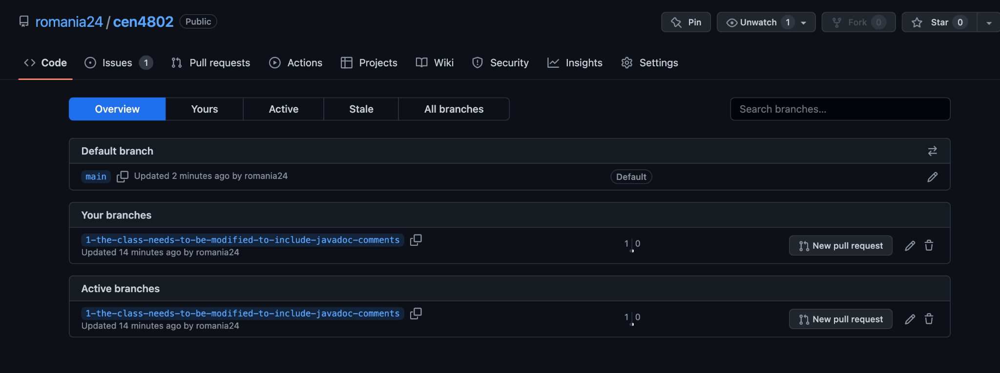 romania24 / cen4802 Public Pin Unwatch 1 Fork 0 Star 0
Code Issues 1 Pull requests Actions Projects Wiki Security Insights Settings
Overview Yours Active Stale All branches Search branches...
Default branch
main Updated 2 minutes ago by romania24 Default
Your branches
1-the-class-needs-to-be-modified-to-include-javadoc-comments 1 | 0 New pull request
Updated 14 minutes ago by romania24
Active branches
1-the-class-needs-to-be-modified-to-include-javadoc-comments 1 | 0 New pull request
Updated 14 minutes ago by romania24